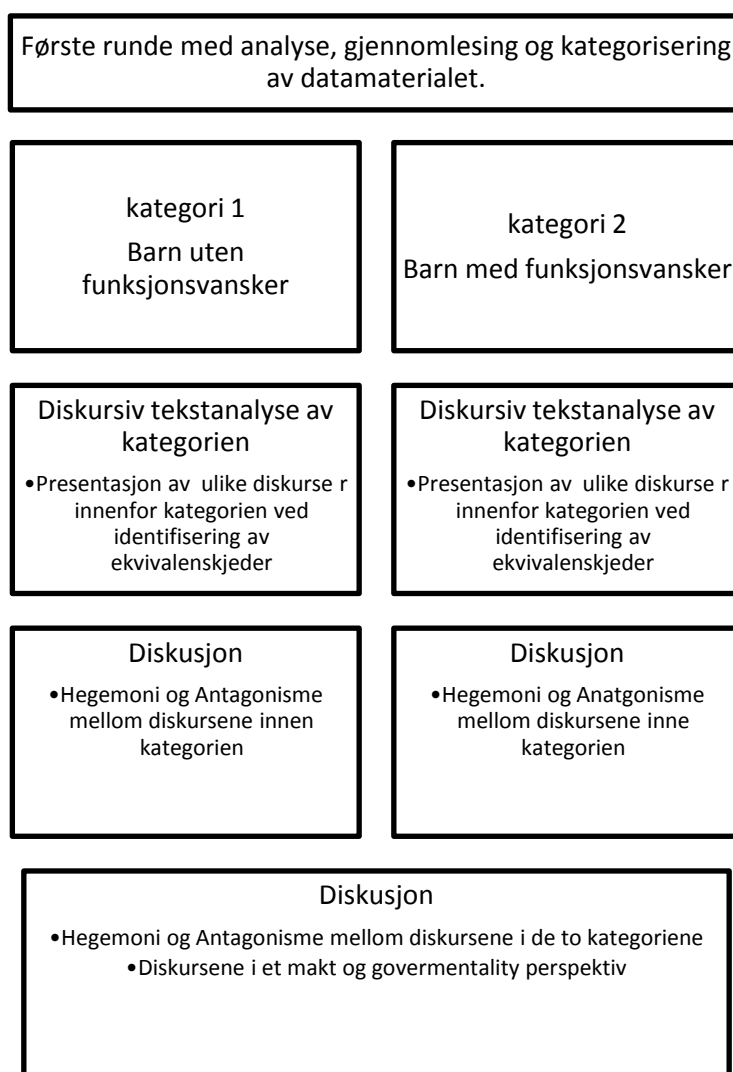 Første runde med analyse, gjennomlesing og kategorisering
av datamaterialet.
kategori 1
Barn uten
funksjonsvansker
kategori 2
Barn med funksjonsvansker
Diskursiv tekstanalyse av
kategorien
•Presentasjon av ulike diskurse r
innenfor kategorien ved
identifisering av
ekvivalenskjeder
Diskursiv tekstanalyse av
kategorien
•Presentasjon av ulike diskurse r
innenfor kategorien ved
identifisering av
ekvivalenskjeder
Diskusjon
•Hegemoni og Antagonisme
mellom diskursene innen
kategorien
Diskusjon
•Hegemoni og Anatgonisme
mellom diskursene inne
kategorien
Diskusjon
•Hegemoni og Antagonisme mellom diskursene i de to kategoriene
•Diskursene i et makt og govermentality perspektiv